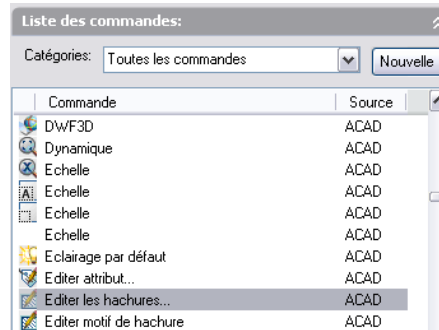 Liste des commandes:
Catégories: Toutes les commandes Nouvelle
Commande Source
DWF3D ACAD
Dynamique ACAD
Echelle ACAD
Echelle ACAD
Echelle ACAD
Echelle ACAD
Eclairage par défaut ACAD
Editer attribut... ACAD
Editer les hachures... ACAD
Editer motif de hachure ACAD